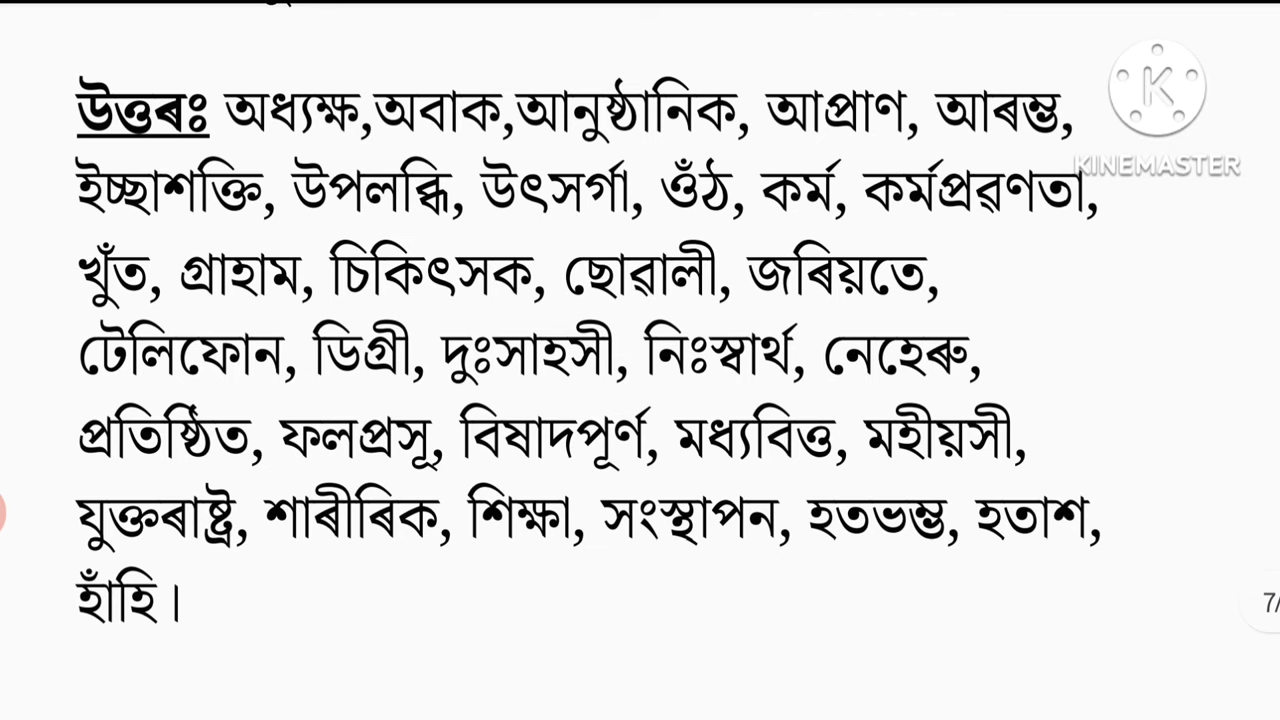 উত্তৰঃ অধ্যক্ষ,অবাক,আনুষ্ঠানিক, আপ্ৰাণ, আৰম্ভ,
ইচ্ছাশক্তি, উপলব্ধি, উৎসৰ্গা, ওঁঠ, কৰ্ম, কৰ্মপ্ৰৱণতা,
খুঁত, গ্ৰাহাম, চিকিৎসক, ছোৱালী, জৰিয়তে,
টেলিফোন, ডিগ্ৰী, দুঃসাহসী, নিঃস্বাৰ্থ, নেহেৰু,
প্ৰতিষ্ঠিত, ফলপ্ৰসূ, বিষাদপূৰ্ণ, মধ্যবিত্ত, মহীয়সী,
যুক্তৰাষ্ট্ৰ, শাৰীৰিক, শিক্ষা, সংস্থাপন, হতভম্ভ, হতাশ,
হাঁহি।
K
KINEMASTER
7/